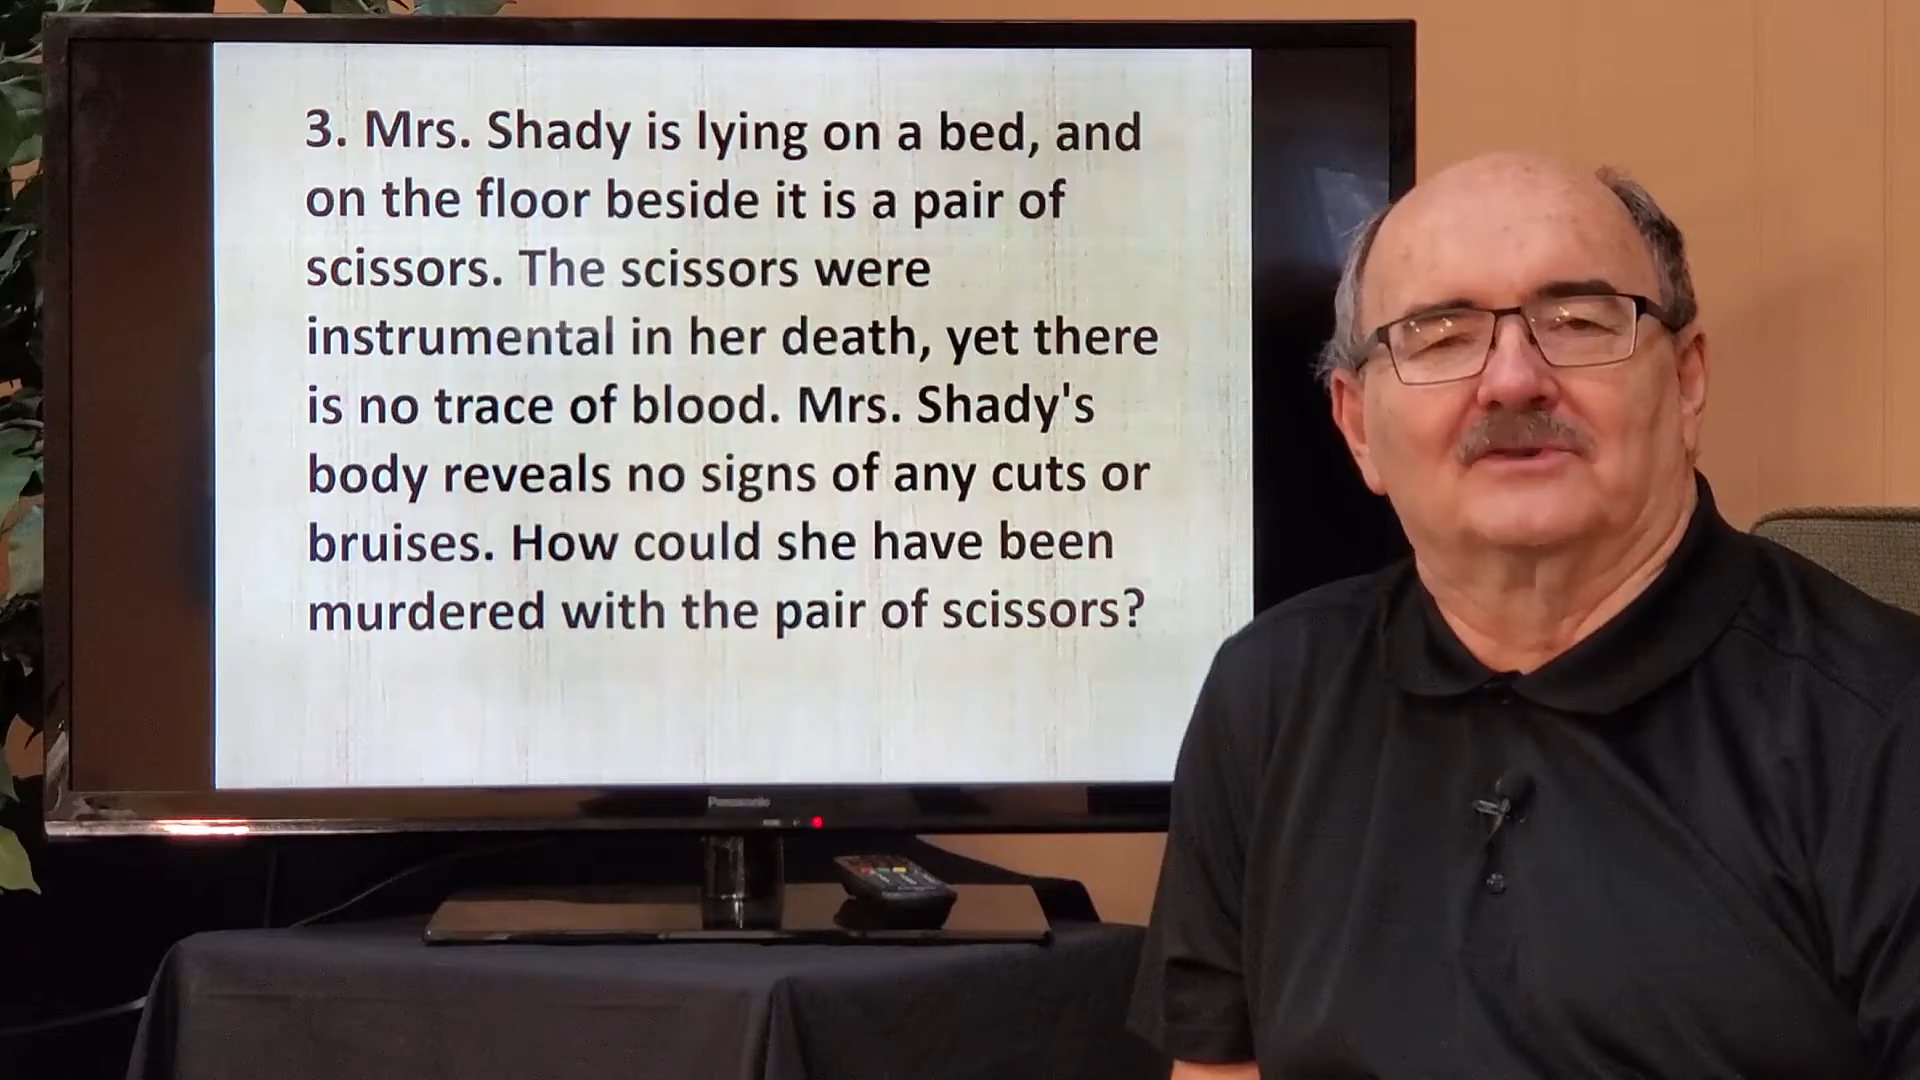 3. Mrs. Shady is lying on a bed, and
on the floor beside it is a pair of
scissors. The scissors were
instrumental in her death, yet there
is no trace of blood. Mrs. Shady's
body reveals no signs of any cuts or
bruises. How could she have been
murdered with the pair of scissors?
Panasonic